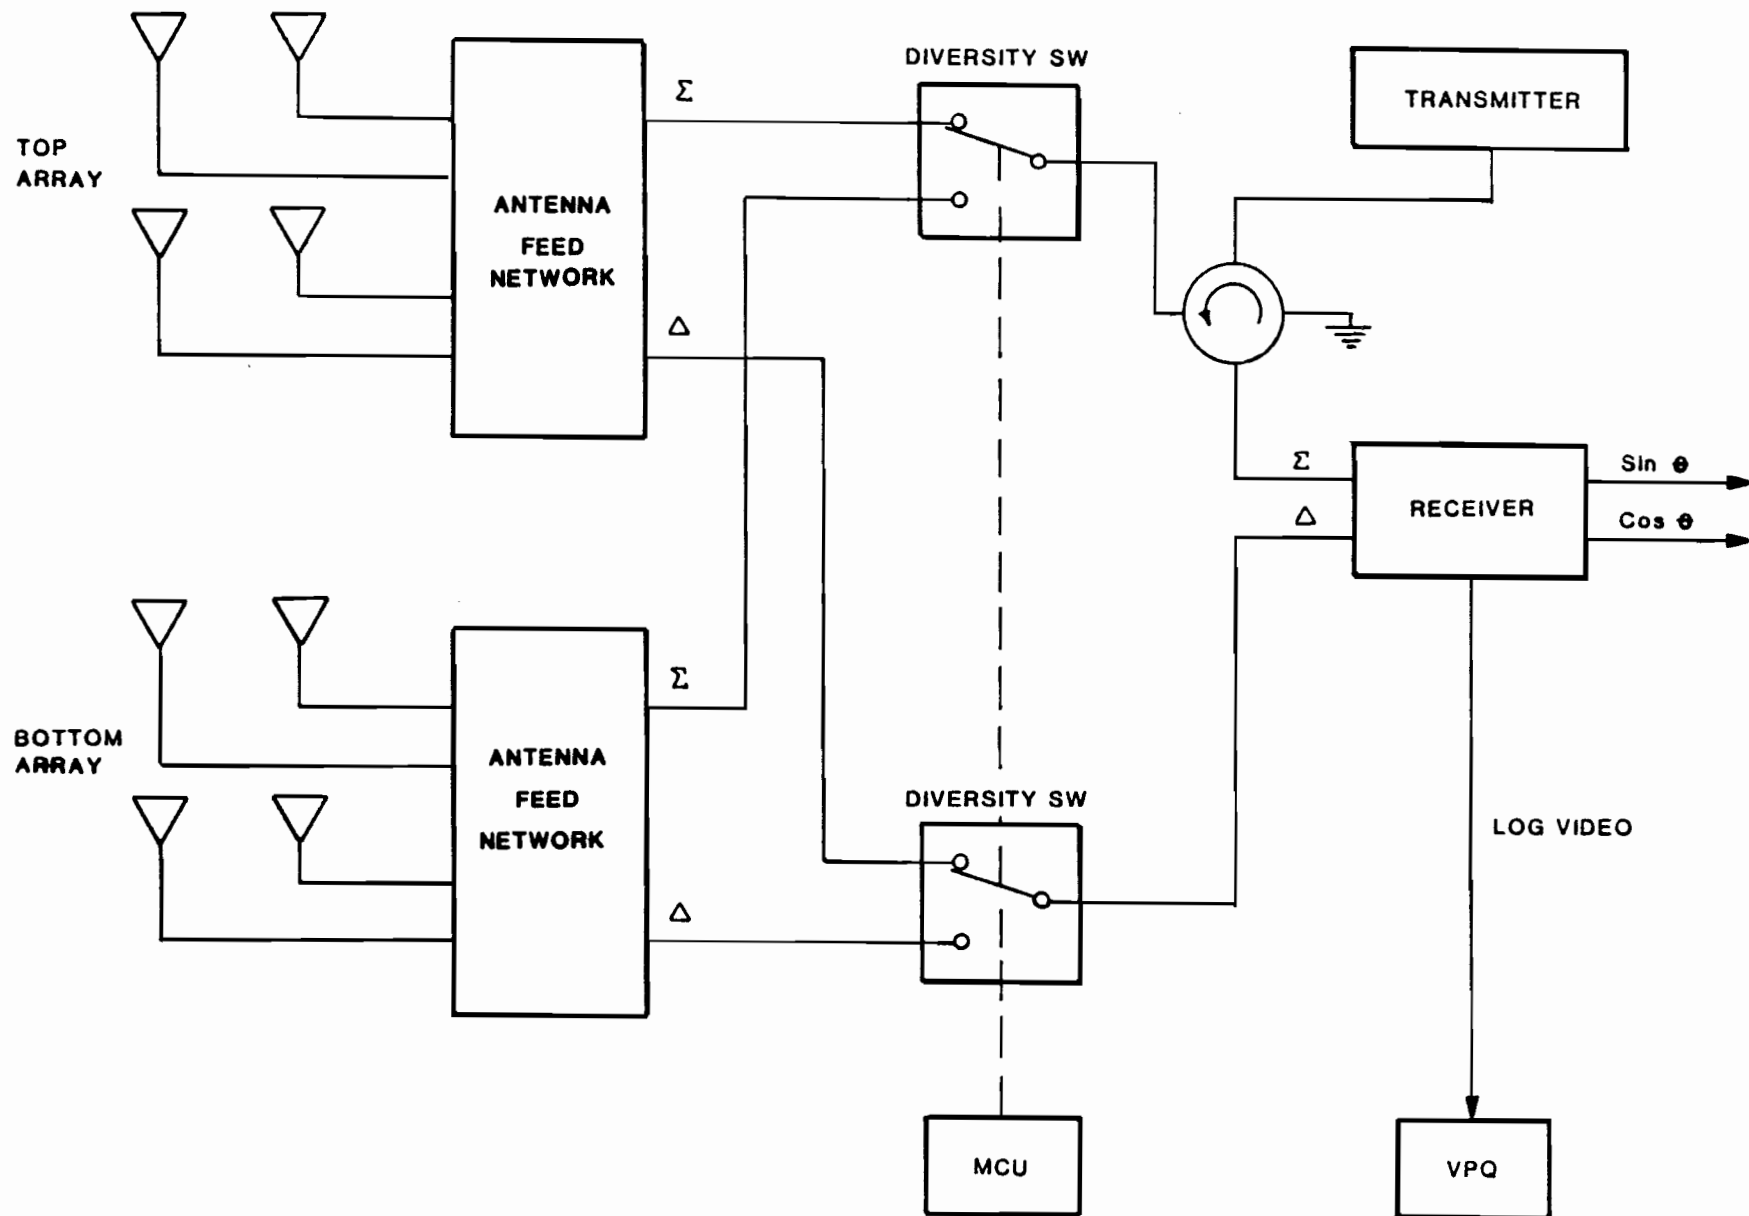 DIVERSITY SW
TRANSMITTER
Σ
TOP
ARRAY
ANTENNA
FEED
NETWORK
Δ
Σ
Δ
RECEIVER
Sin θ
Cos θ
BOTTOM
ARRAY
ANTENNA
FEED
NETWORK
Σ
Δ
DIVERSITY SW
LOG VIDEO
MCU
VPQ